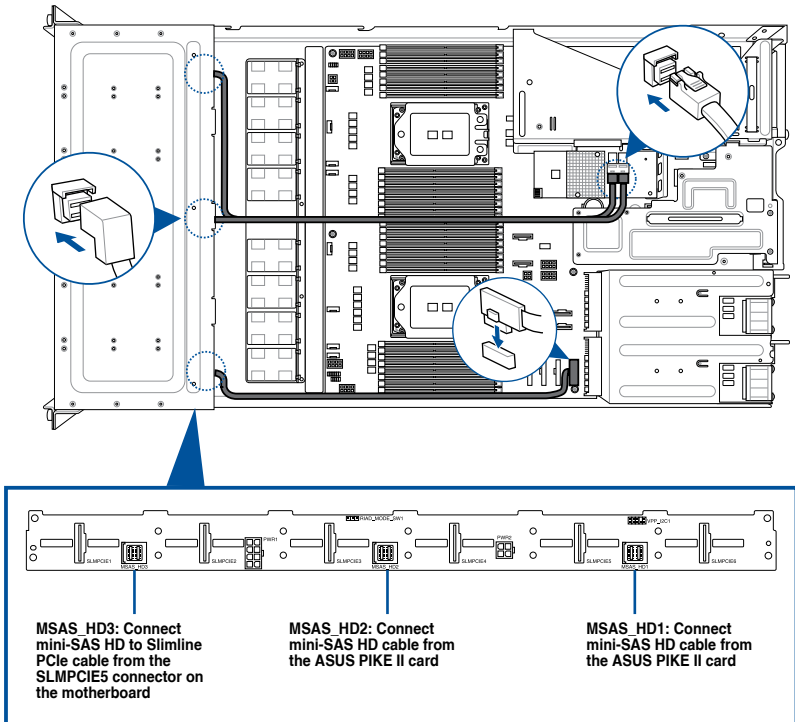 RIAD_MODE_SW1
VPP_I2C1
PWR1
PWR2
SLMPCIE1
SLMPCIE2
SLMPCIE3
SLMPCIE4
SLMPCIE5
SLMPCIE6
MSAS_HD3
MSAS_HD2
MSAS_HD1
MSAS_HD3: Connect
mini-SAS HD to Slimline
PCIe cable from the
SLMPCIE5 connector on
the motherboard
MSAS_HD2: Connect
mini-SAS HD cable from
the ASUS PIKE II card
MSAS_HD1: Connect
mini-SAS HD cable from
the ASUS PIKE II card